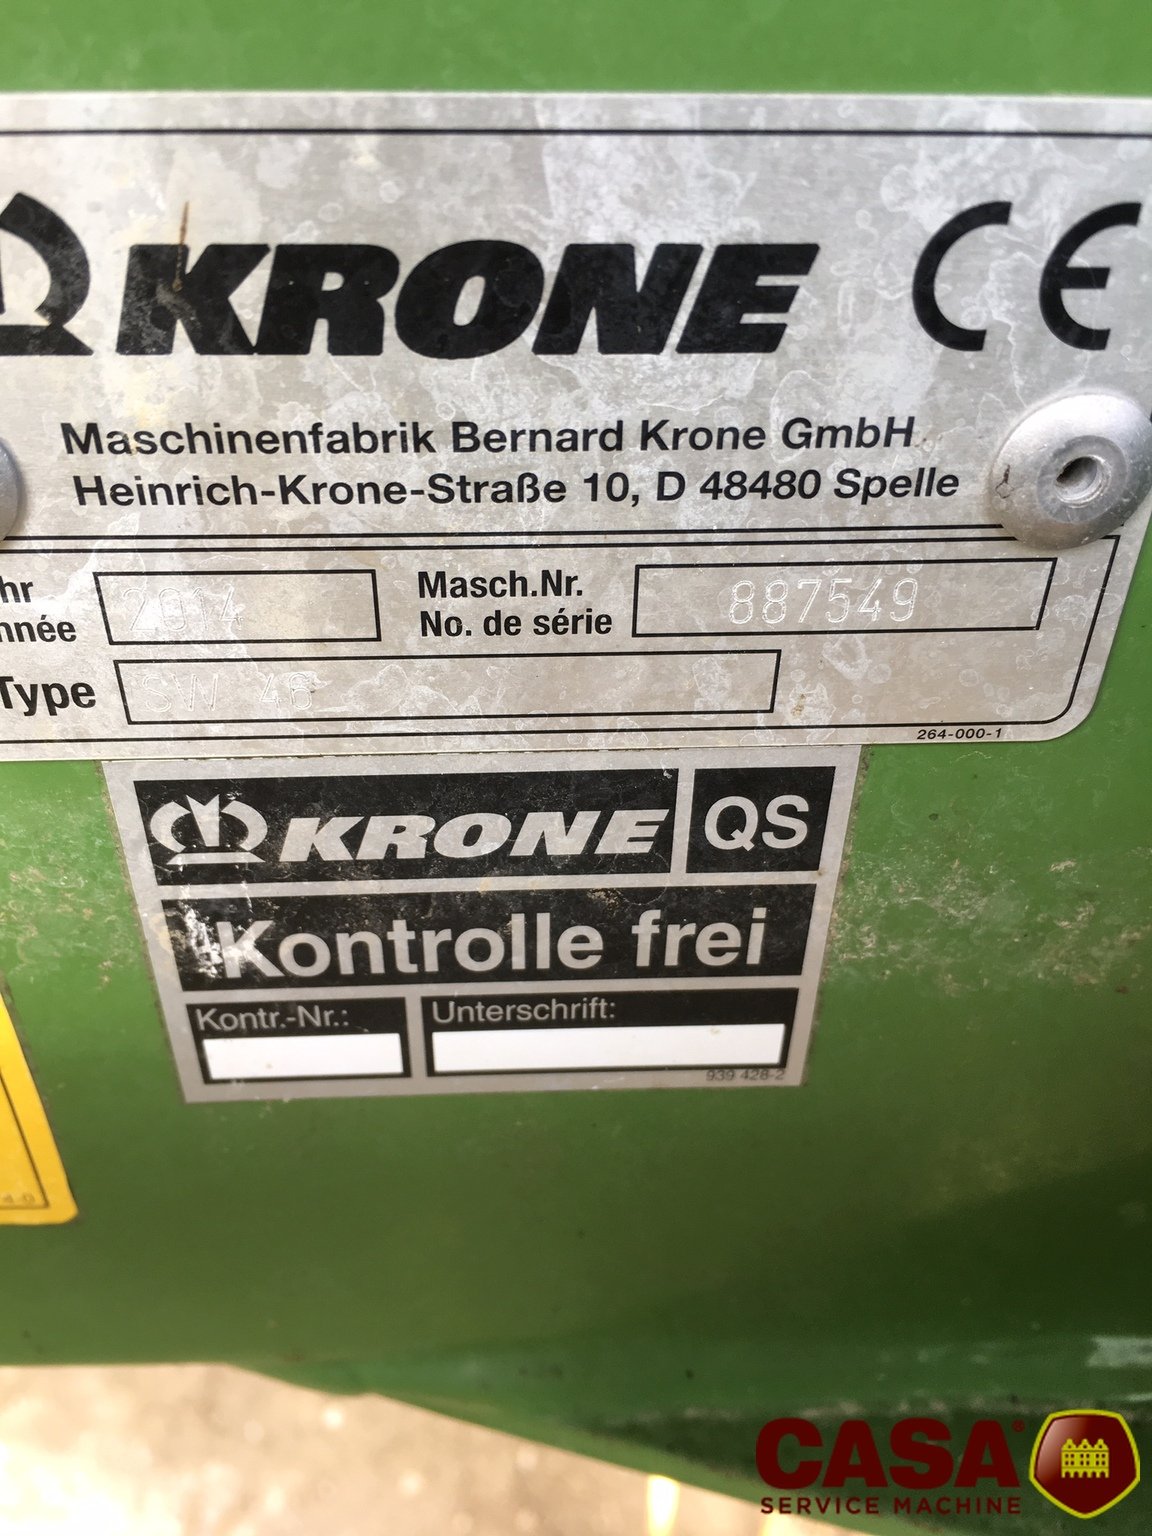 KRONE CE
Maschinenfabrik Bernard Krone GmbH
Heinrich-Krone-Straße 10, D 48480 Spelle
hr 2014 Masch.Nr. 887549
nnée No. de série
Type SW 46
264-000-1
KRONE QS
Kontrolle frei
Kontr.-Nr.: Unterschrift:
939 428-2
CASA®
SERVICE MACHINE